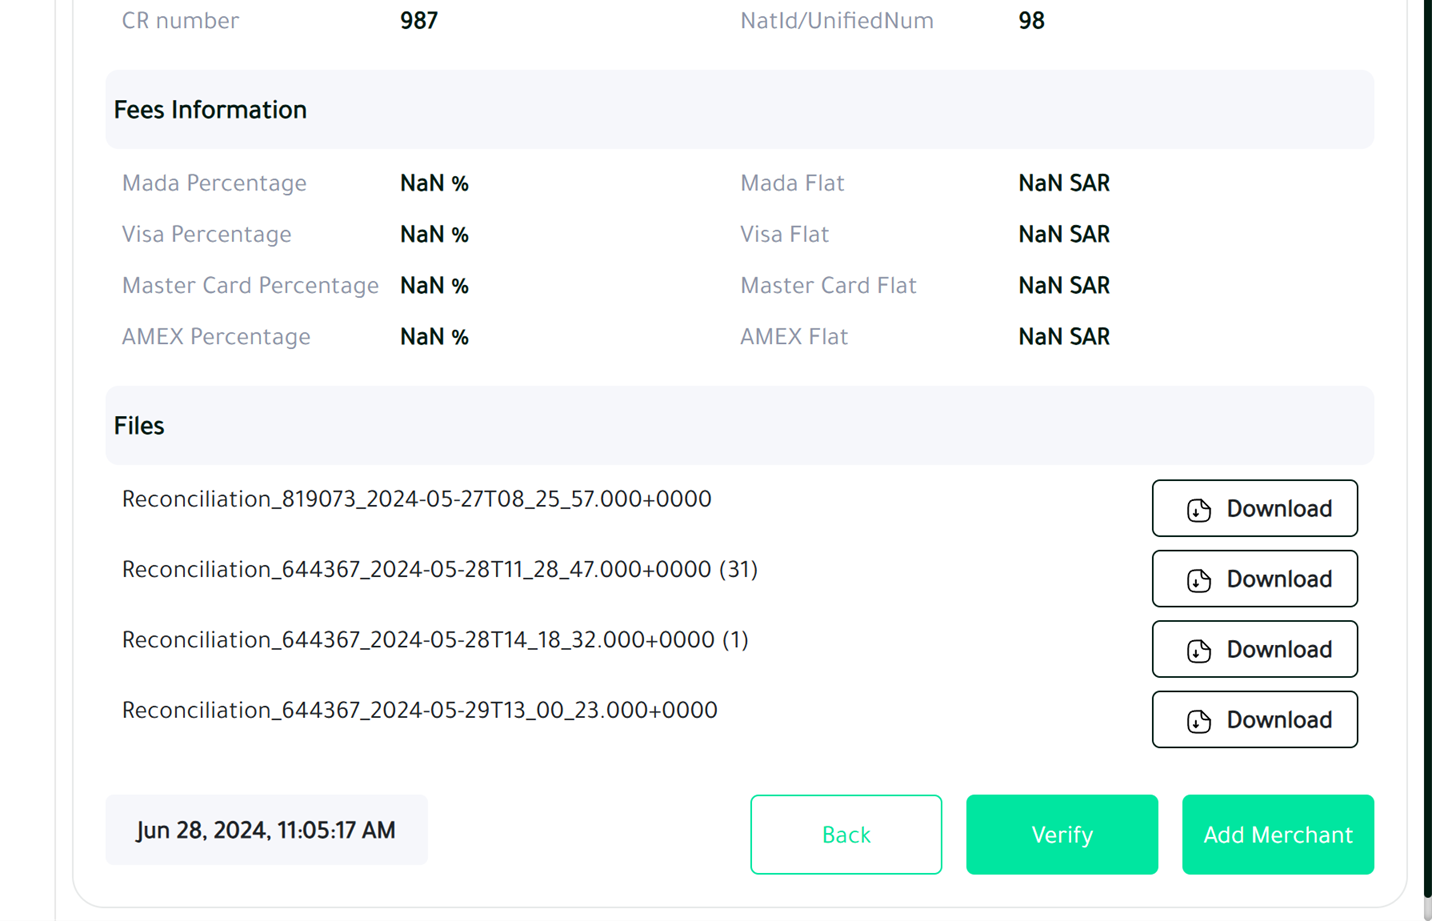 CR number 987 NatId/UnifiedNum 98
Fees Information
Mada Percentage NaN % Mada Flat NaN SAR
Visa Percentage NaN % Visa Flat NaN SAR
Master Card Percentage NaN % Master Card Flat NaN SAR
AMEX Percentage NaN % AMEX Flat NaN SAR
Files
Reconciliation_819073_2024-05-27T08_25_57.000+0000 Download
Reconciliation_644367_2024-05-28T11_28_47.000+0000 (31) Download
Reconciliation_644367_2024-05-28T14_18_32.000+0000 (1) Download
Reconciliation_644367_2024-05-29T13_00_23.000+0000 Download
Jun 28, 2024, 11:05:17 AM Back Verify Add Merchant